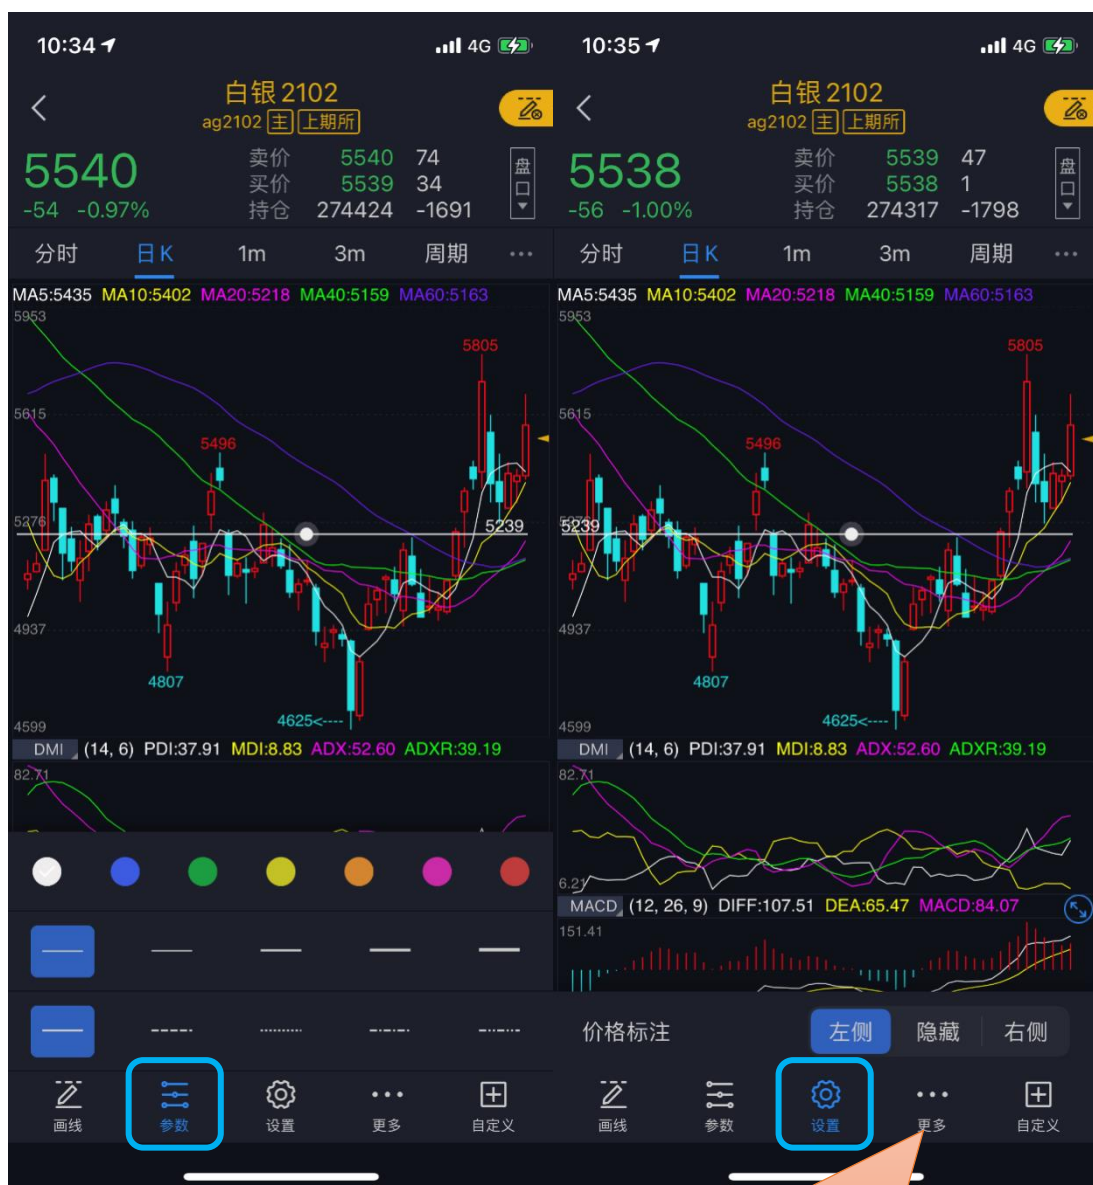 10:34
4G
白银2102
ag2102 主 上期所
5540
-54 -0.97%
卖价 5540 74
买价 5539 34
持仓 274424 -1691
盘口
分时 日K 1m 3m 周期 ···
MA5:5435 MA10:5402 MA20:5218 MA40:5159 MA60:5163
5953
5805
5615
5496
5276
5239
4937
4807
4625<----
4599
DMI (14, 6) PDI:37.91 MDI:8.83 ADX:52.60 ADXR:39.19
82.71
画线 参数 设置 更多 自定义
10:35
4G
白银2102
ag2102 主 上期所
5538
-56 -1.00%
卖价 5539 47
买价 5538 1
持仓 274317 -1798
盘口
分时 日K 1m 3m 周期 ···
MA5:5435 MA10:5402 MA20:5218 MA40:5159 MA60:5163
5953
5805
5615
5496
5239
4937
4807
4625<----
4599
DMI (14, 6) PDI:37.91 MDI:8.83 ADX:52.60 ADXR:39.19
82.71
6.21
MACD (12, 26, 9) DIFF:107.51 DEA:65.47 MACD:84.07
151.41
价格标注 左侧 隐藏 右侧
画线 参数 设置 更多 自定义